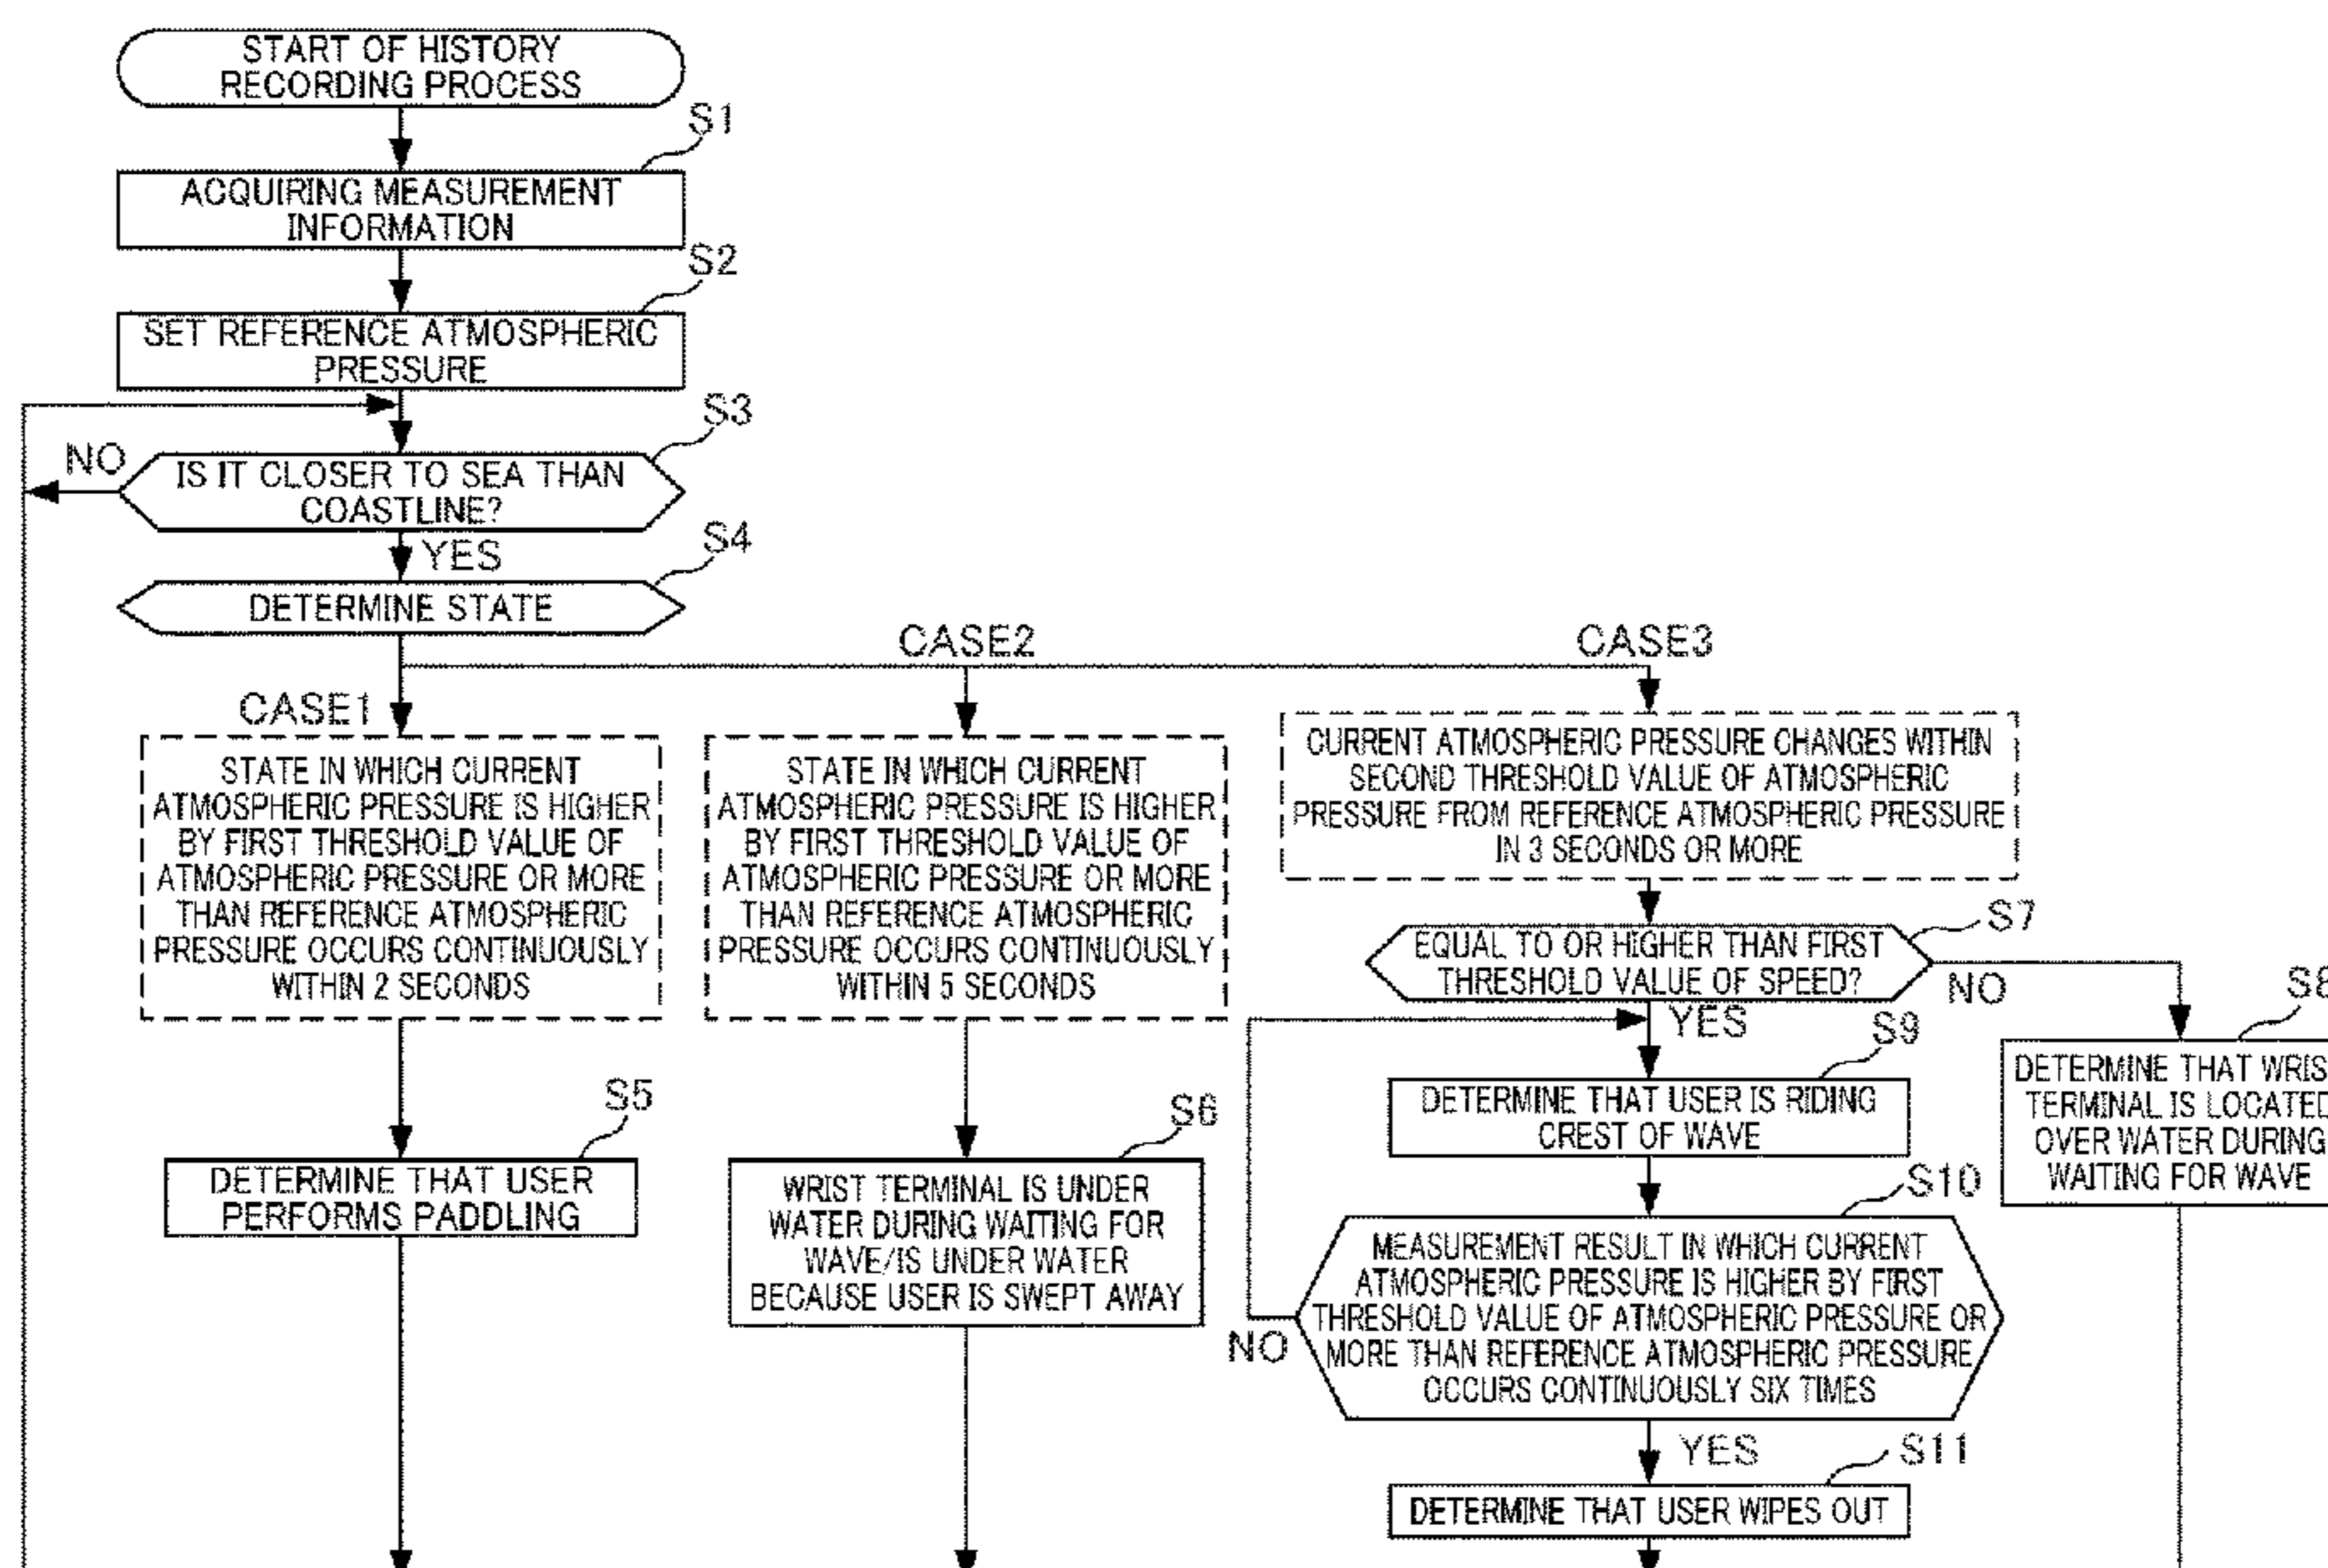 START OF HISTORY
RECORDING PROCESS
S1
ACQUIRING MEASUREMENT
INFORMATION
S2
SET REFERENCE ATMOSPHERIC
PRESSURE
S3
NO
IS IT CLOSER TO SEA THAN
COASTLINE?
YES
S4
DETERMINE STATE
CASE1
STATE IN WHICH CURRENT
ATMOSPHERIC PRESSURE IS HIGHER
BY FIRST THRESHOLD VALUE OF
ATMOSPHERIC PRESSURE OR MORE
THAN REFERENCE ATMOSPHERIC
PRESSURE OCCURS CONTINUOUSLY
WITHIN 2 SECONDS
S5
DETERMINE THAT USER
PERFORMS PADDLING
CASE2
STATE IN WHICH CURRENT
ATMOSPHERIC PRESSURE IS HIGHER
BY FIRST THRESHOLD VALUE OF
ATMOSPHERIC PRESSURE OR MORE
THAN REFERENCE ATMOSPHERIC
PRESSURE OCCURS CONTINUOUSLY
WITHIN 5 SECONDS
S6
WRIST TERMINAL IS UNDER
WATER DURING WAITING FOR
WAVE/IS UNDER WATER
BECAUSE USER IS SWEPT AWAY
CASE3
CURRENT ATMOSPHERIC PRESSURE CHANGES WITHIN
SECOND THRESHOLD VALUE OF ATMOSPHERIC
PRESSURE FROM REFERENCE ATMOSPHERIC PRESSURE
IN 3 SECONDS OR MORE
S7
EQUAL TO OR HIGHER THAN FIRST
THRESHOLD VALUE OF SPEED?
NO
YES
S8
DETERMINE THAT WRIS
TERMINAL IS LOCATED
OVER WATER DURING
WAITING FOR WAVE
S9
DETERMINE THAT USER IS RIDING
CREST OF WAVE
S10
MEASUREMENT RESULT IN WHICH CURRENT
ATMOSPHERIC PRESSURE IS HIGHER BY FIRST
THRESHOLD VALUE OF ATMOSPHERIC PRESSURE OR
MORE THAN REFERENCE ATMOSPHERIC PRESSURE
OCCURS CONTINUOUSLY SIX TIMES
NO
YES
S11
DETERMINE THAT USER WIPES OUT